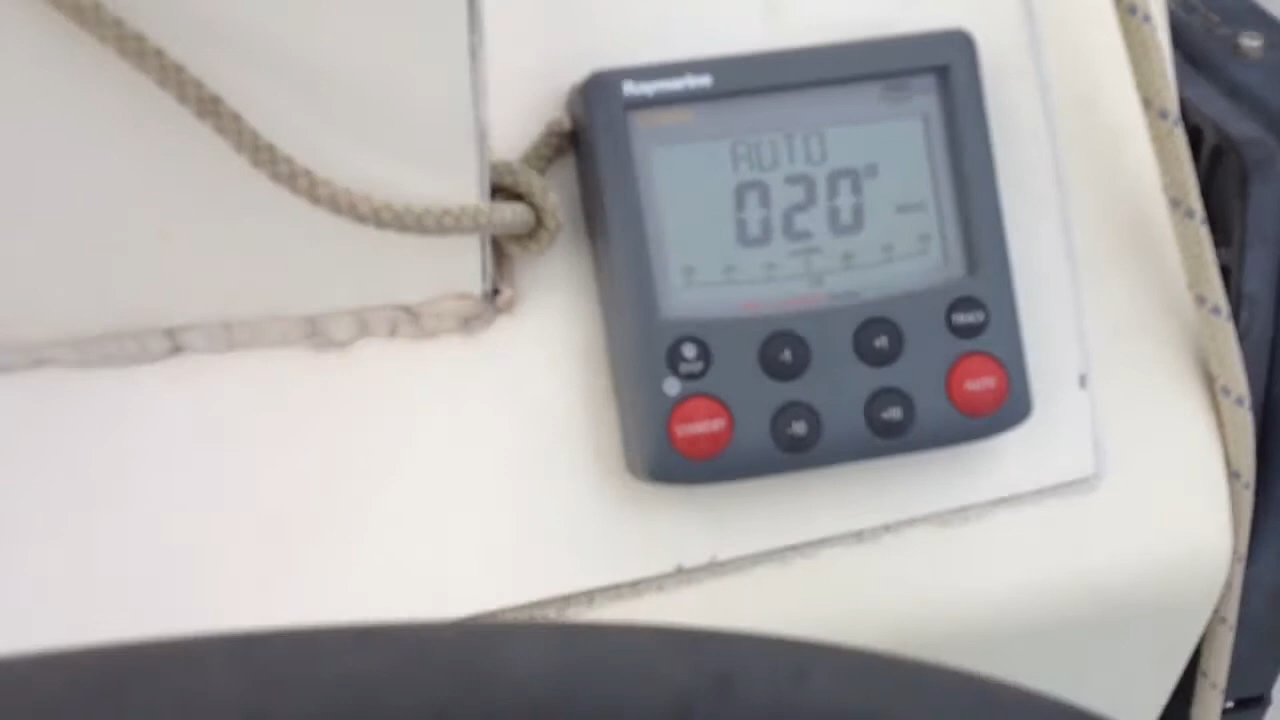 Raymarine
AUTO
020°
DISP
-1
+1
TRACK
STANDBY
-10
+10
AUTO